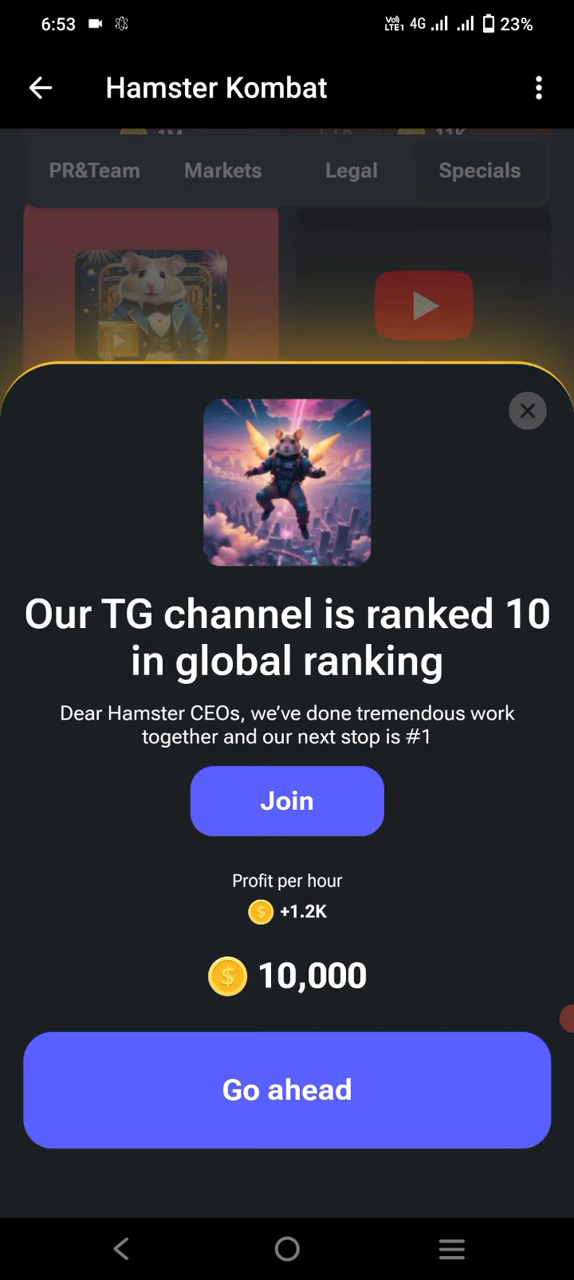 6:53
Vo))
LTE1 4G 23%
Hamster Kombat
PR&Team Markets Legal Specials
Our TG channel is ranked 10
in global ranking
Dear Hamster CEOs, we’ve done tremendous work
together and our next stop is #1
Join
Profit per hour
+1.2K
10,000
Go ahead